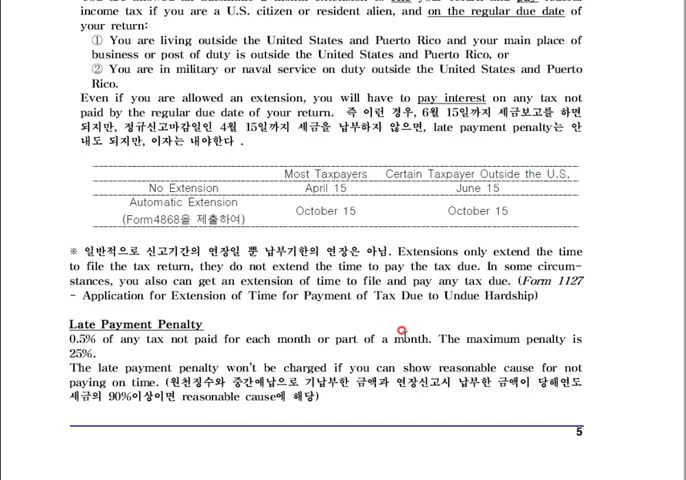 You are allowed an automatic 2 month extension to file your return and pay federal
income tax if you are a U.S. citizen or resident alien, and on the regular due date of
your return:
① You are living outside the United States and Puerto Rico and your main place of
business or post of duty is outside the United States and Puerto Rico, or
② You are in military or naval service on duty outside the United States and Puerto
Rico.
Even if you are allowed an extension, you will have to pay interest on any tax not
paid by the regular due date of your return. 즉 이런 경우, 6월 15일까지 세금보고를 하면
되지만, 정규신고마감일인 4월 15일까지 세금을 납부하지 않으면, late payment penalty는 안
내도 되지만, 이자는 내야한다 .
Most Taxpayers Certain Taxpayer Outside the U.S,
No Extension April 15 June 15
Automatic Extension
(Form4868을 제출하여) October 15 October 15
※ 일반적으로 신고기간의 연장일 뿐 납부기한의 연장은 아님. Extensions only extend the time
to file the tax return, they do not extend the time to pay the tax due. In some circum-
stances, you also can get an extension of time to file and pay any tax due. (Form 1127
- Application for Extension of Time for Payment of Tax Due to Undue Hardship)
Late Payment Penalty
0.5% of any tax not paid for each month or part of a month. The maximum penalty is
25%.
The late payment penalty won't be charged if you can show reasonable cause for not
paying on time. (원천징수와 중간예납으로 기납부한 금액과 연장신고시 납부한 금액이 당해연도
세금의 90%이상이면 reasonable cause에 해당)
5